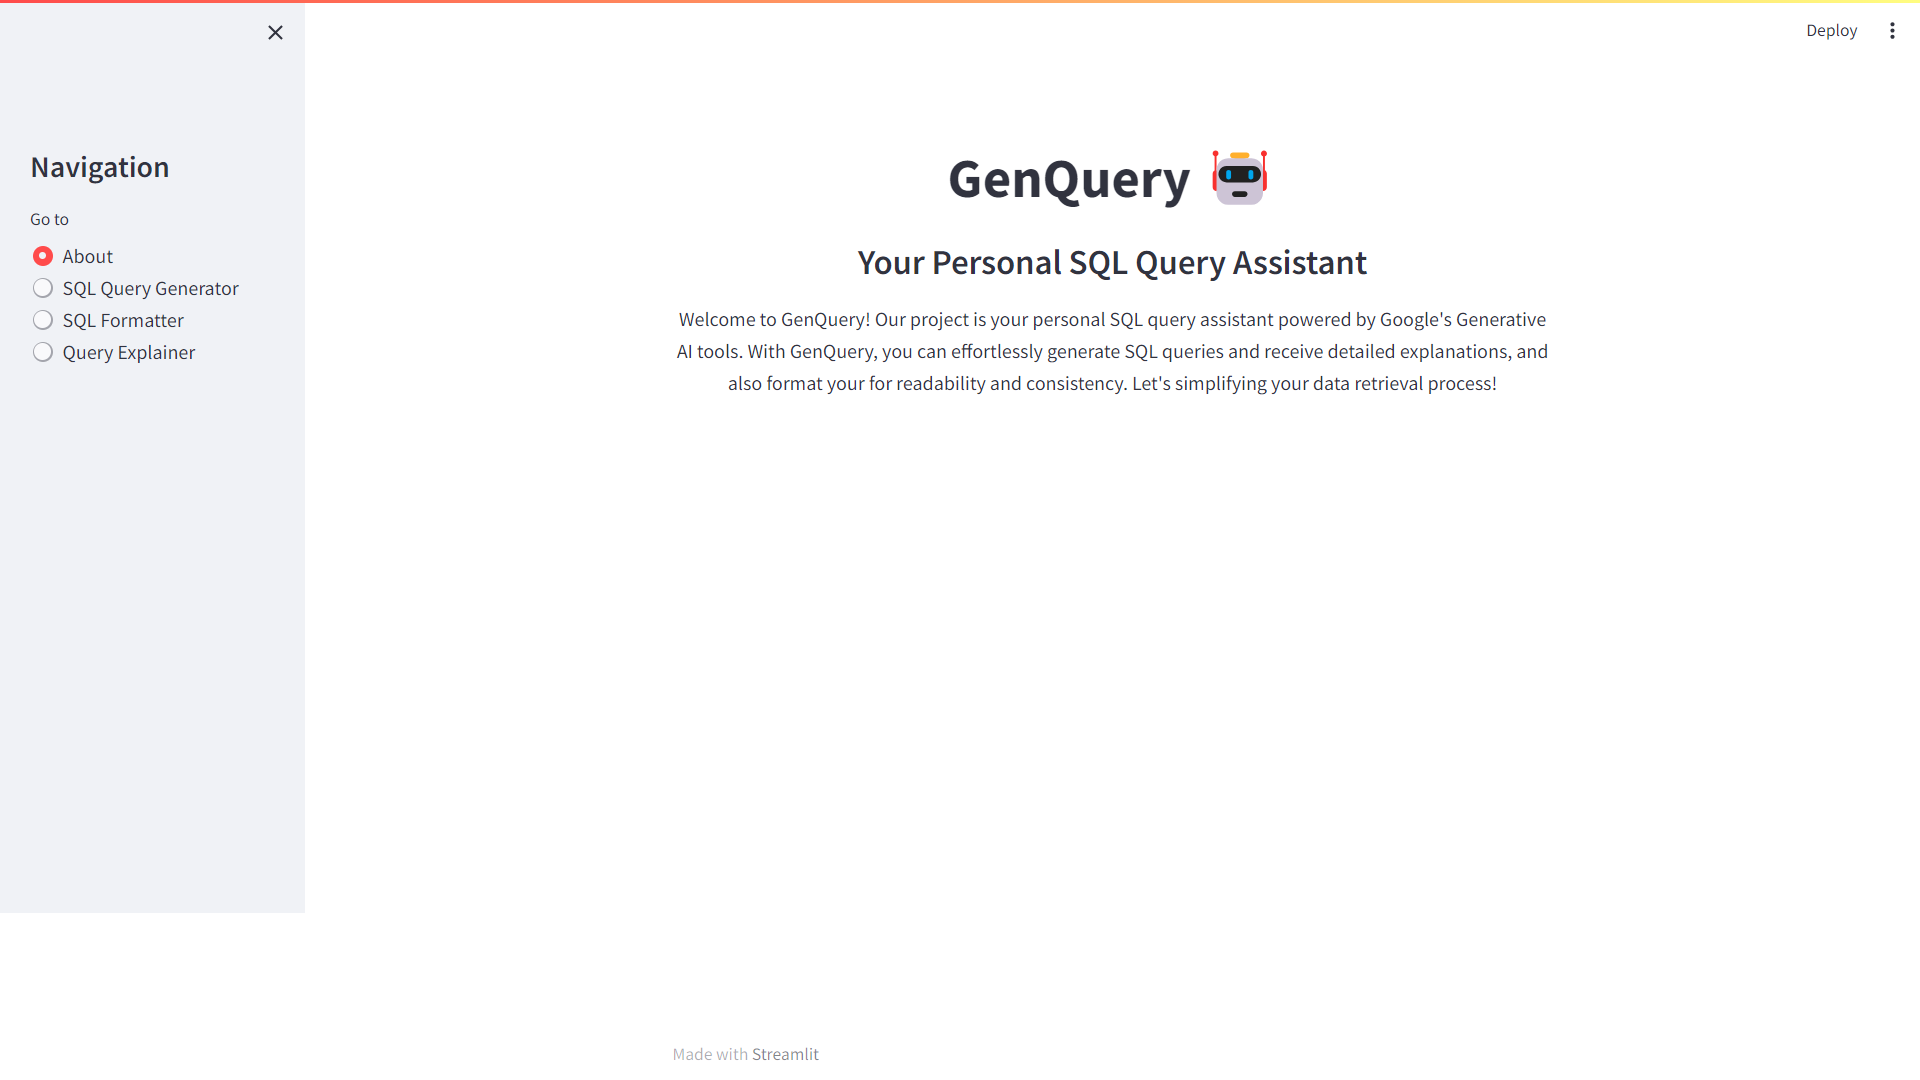 Deploy
Navigation
Go to
About
SQL Query Generator
SQL Formatter
Query Explainer
GenQuery
Your Personal SQL Query Assistant
Welcome to GenQuery! Our project is your personal SQL query assistant powered by Google's Generative
AI tools. With GenQuery, you can effortlessly generate SQL queries and receive detailed explanations, and
also format your for readability and consistency. Let's simplifying your data retrieval process!
Made with Streamlit